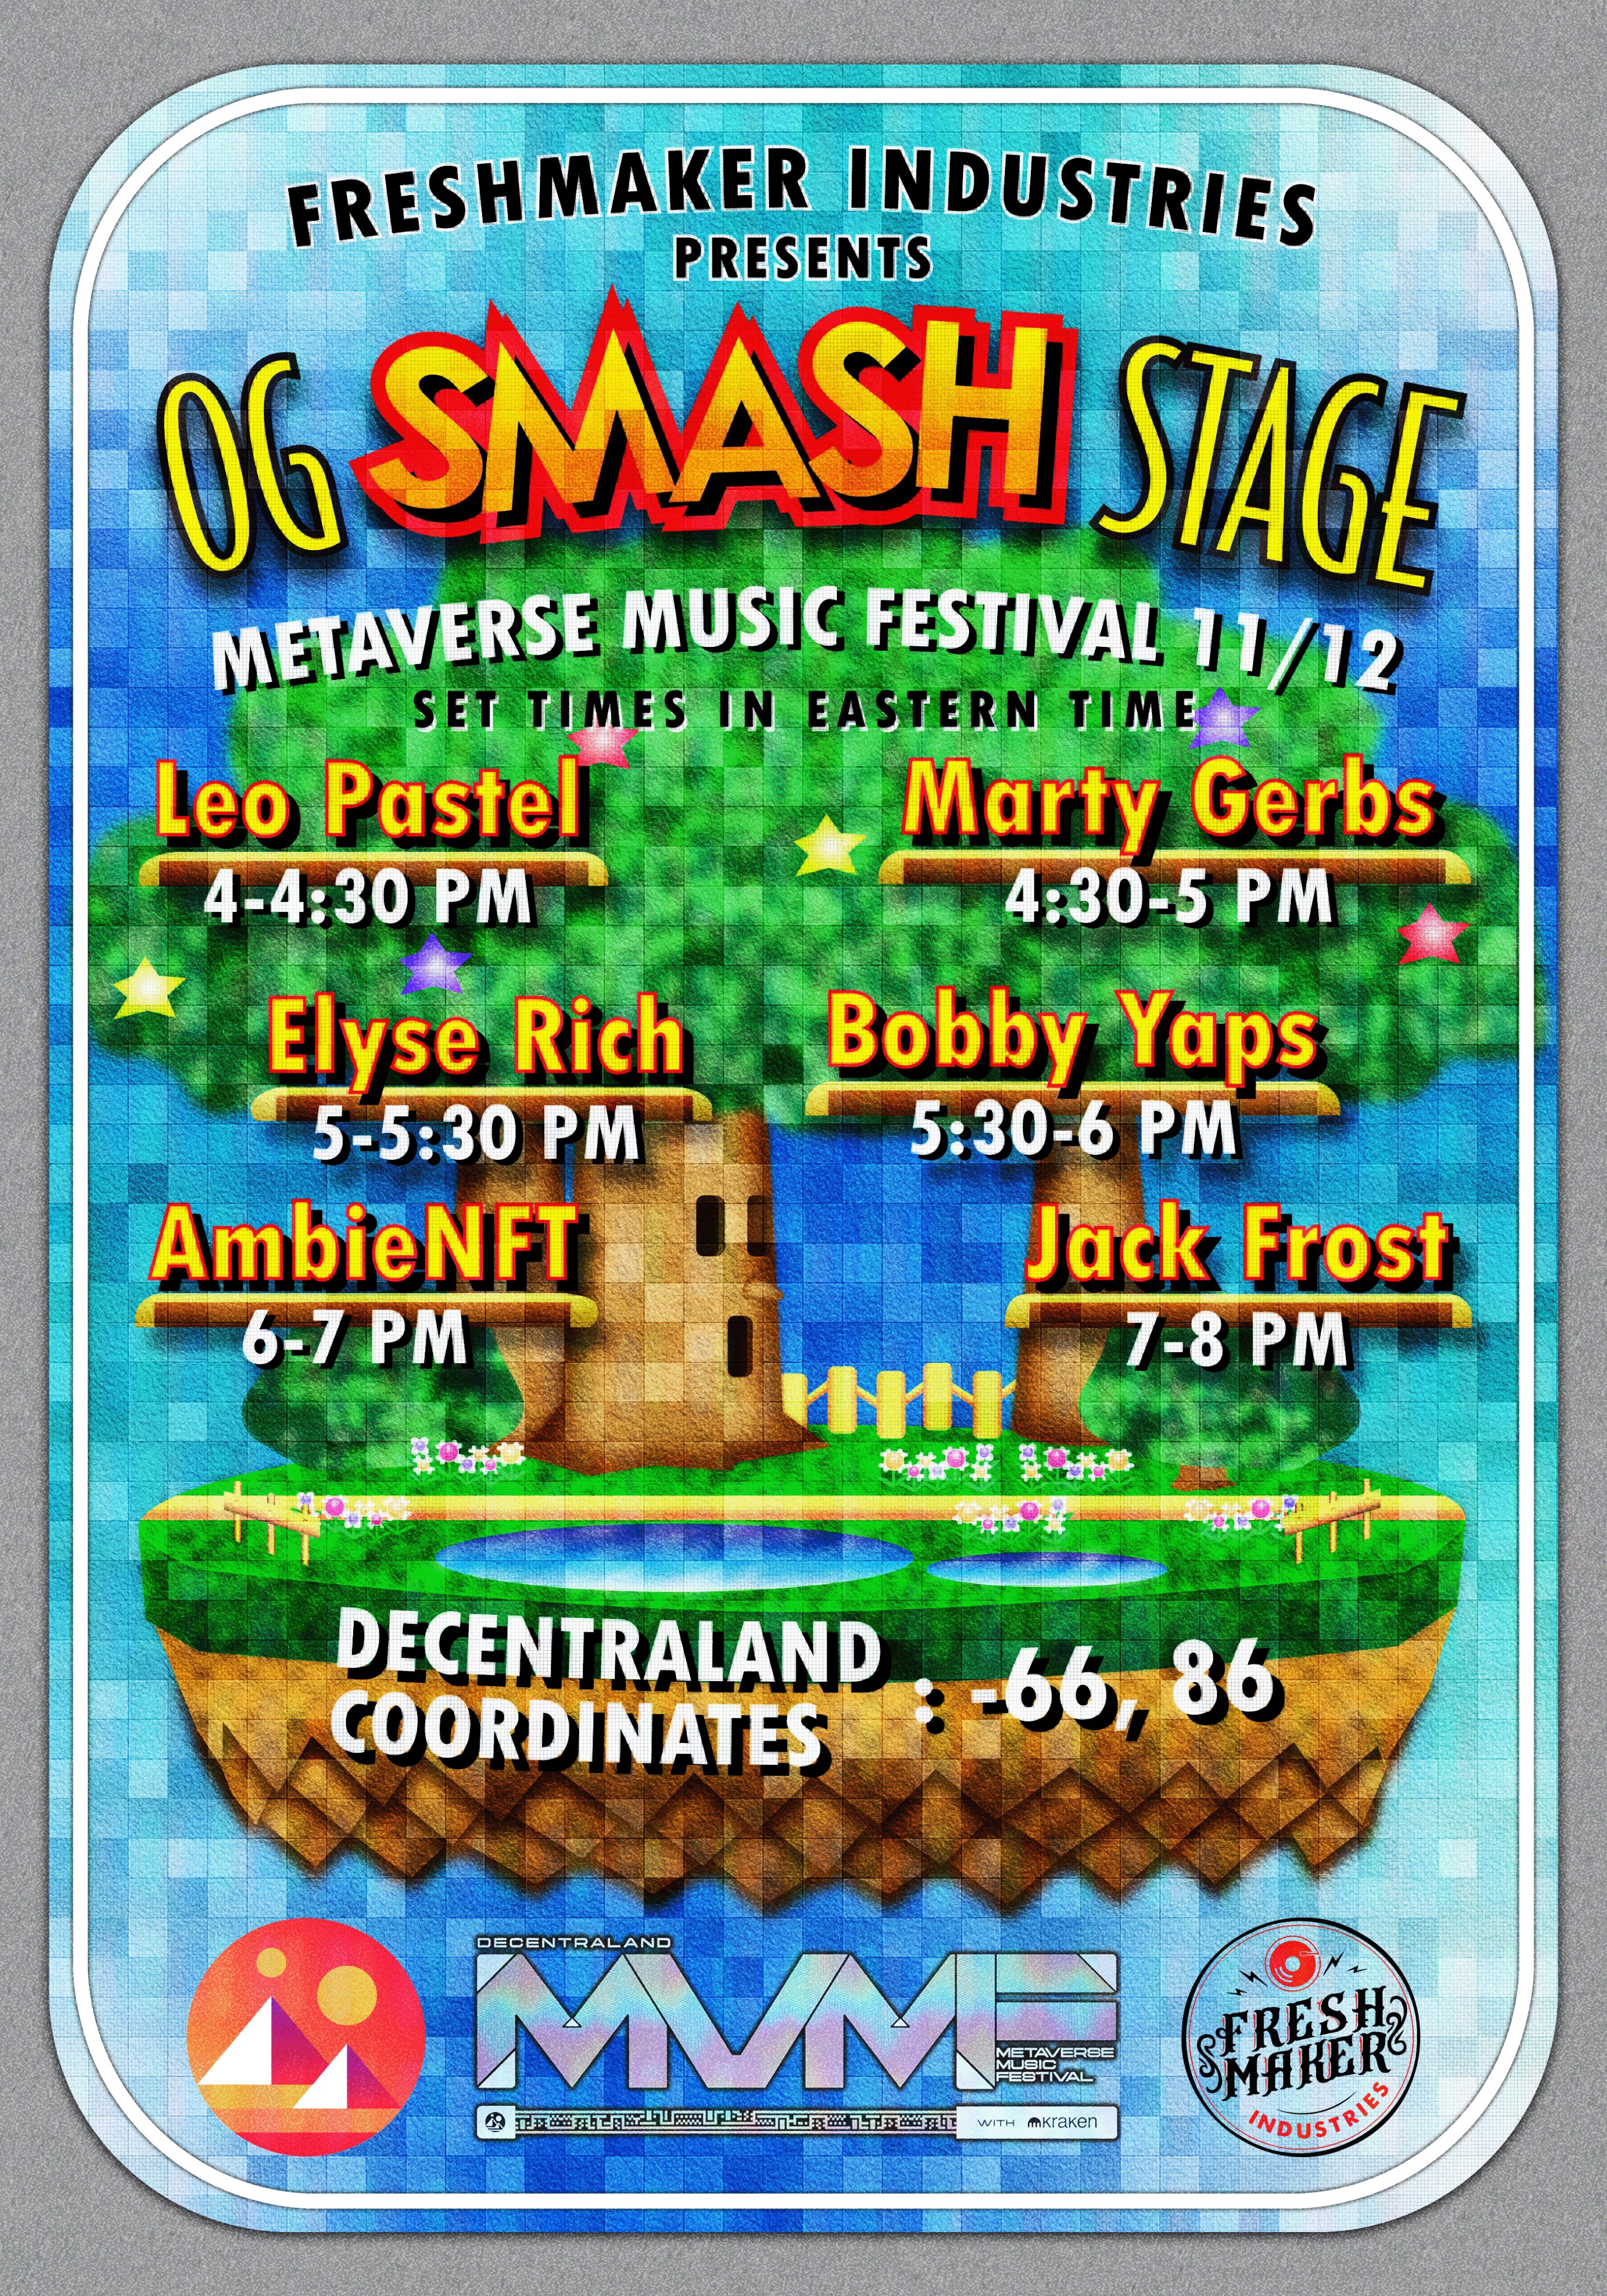 FRESHMAKER INDUSTRIES
PRESENTS
OG SMASH STAGE
METAVERSE MUSIC FESTIVAL 11/12
SET TIMES IN EASTERN TIME
Leo Pastel
4-4:30 PM
Marty Gerbs
4:30-5 PM
Elyse Rich
5-5:30 PM
Bobby Yaps
5:30-6 PM
AmbieNFT
6-7 PM
Jack Frost
7-8 PM
DECENTRALAND
COORDINATES : -66, 86
DECENTRALAND
MVMF
METAVERSE
MUSIC
FESTIVAL
WITH kraken
FRESH
MAKER
INDUSTRIES